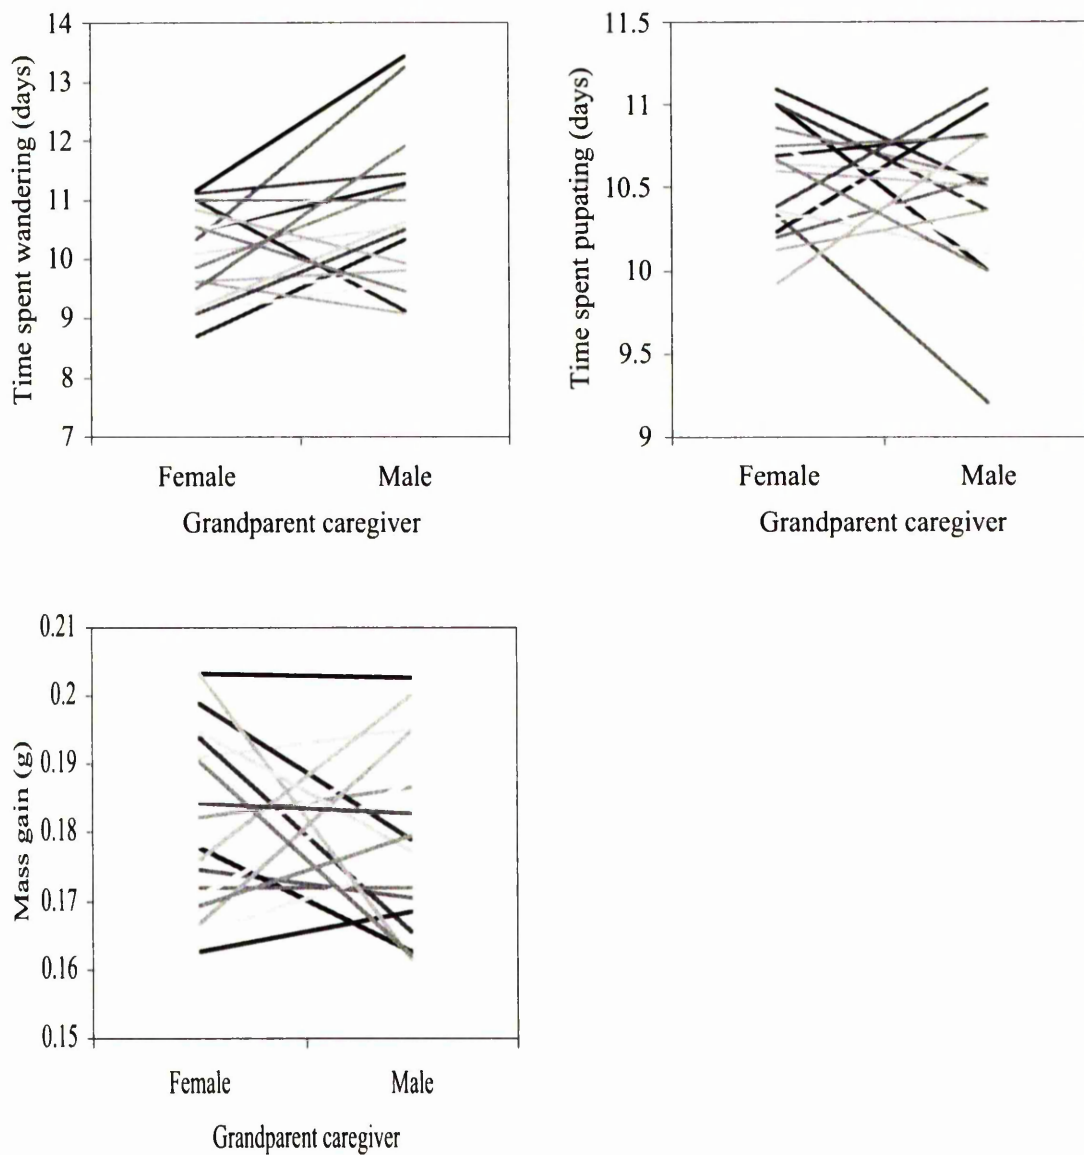 Time spent wandering (days)
14
13
12
11
10
9
8
7
Female Male
Grandparent caregiver
Time spent pupating (days)
11.5
11
10.5
10
9.5
9
Female Male
Grandparent caregiver
Mass gain (g)
0.21
0.2
0.19
0.18
0.17
0.16
0.15
Female Male
Grandparent caregiver